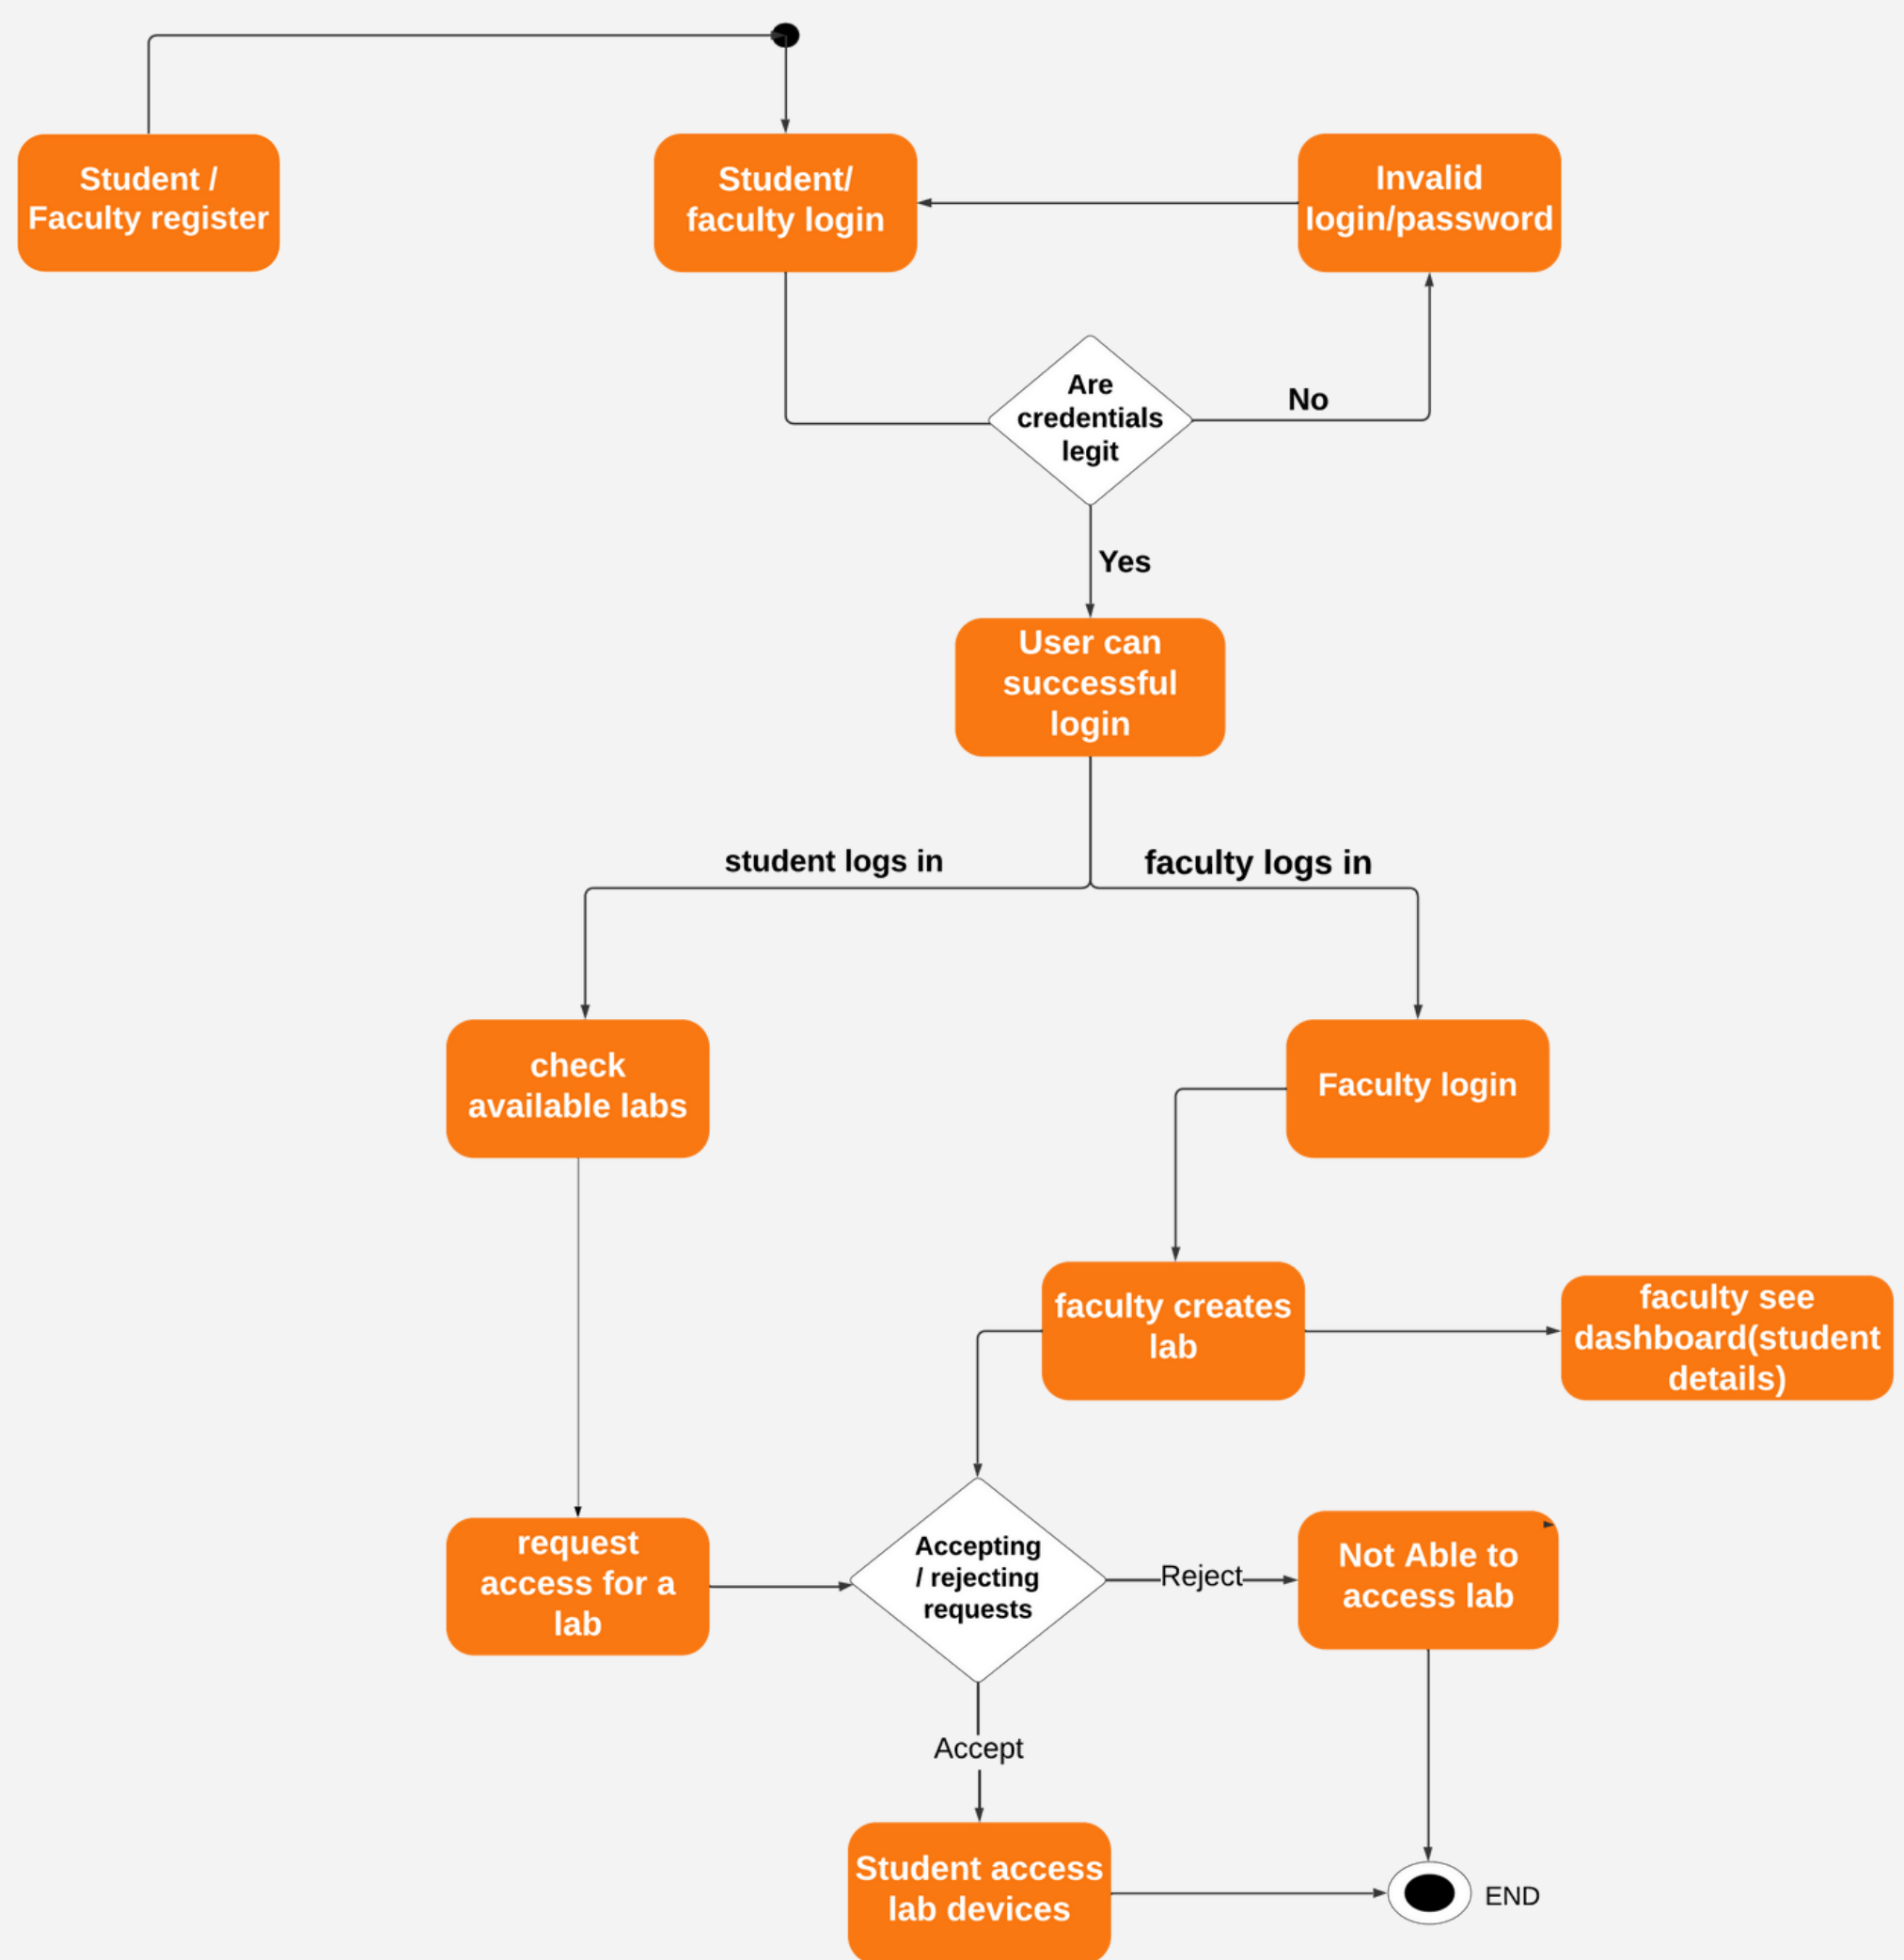 Student /
Faculty register
Student/
faculty login
Invalid
login/password
Are
credentials
legit
No
Yes
User can
successful
login
student logs in
faculty logs in
check
available labs
Faculty login
faculty creates
lab
faculty see
dashboard(student
details)
request
access for a
lab
Accepting
/ rejecting
requests
Reject
Not Able to
access lab
Accept
Student access
lab devices
END